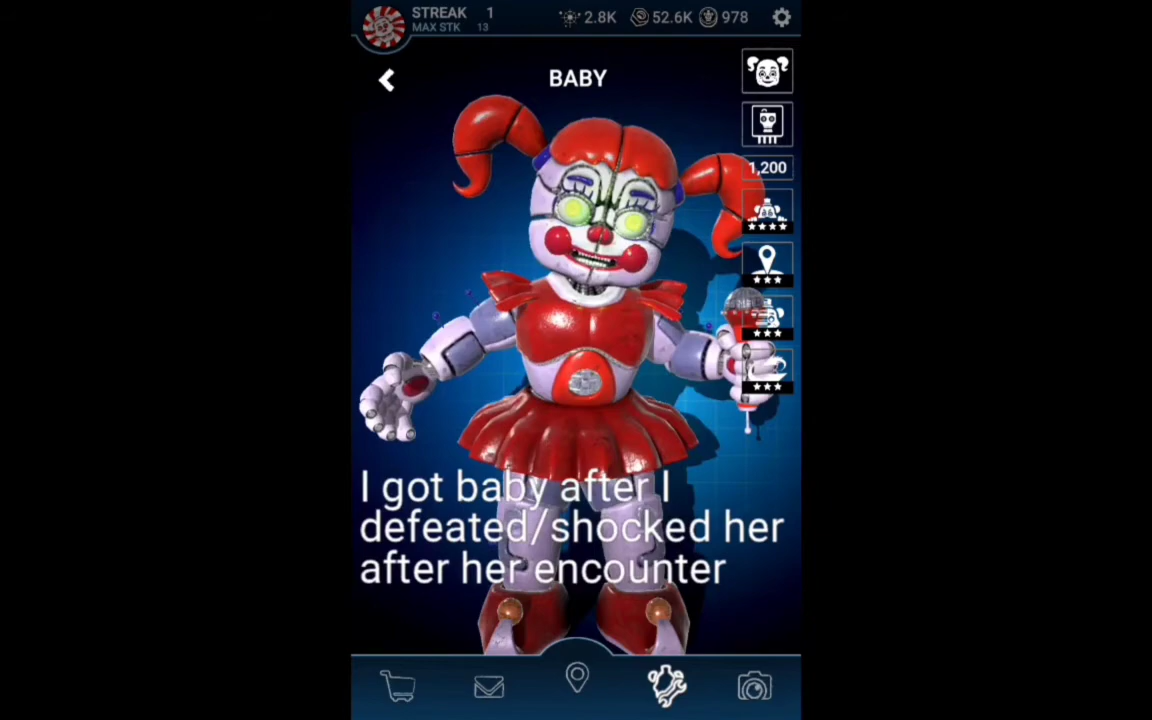 STREAK 1
MAX STK 13
2.8K 52.6K 978
BABY
1,200
I got baby after I
defeated/shocked her
after her encounter